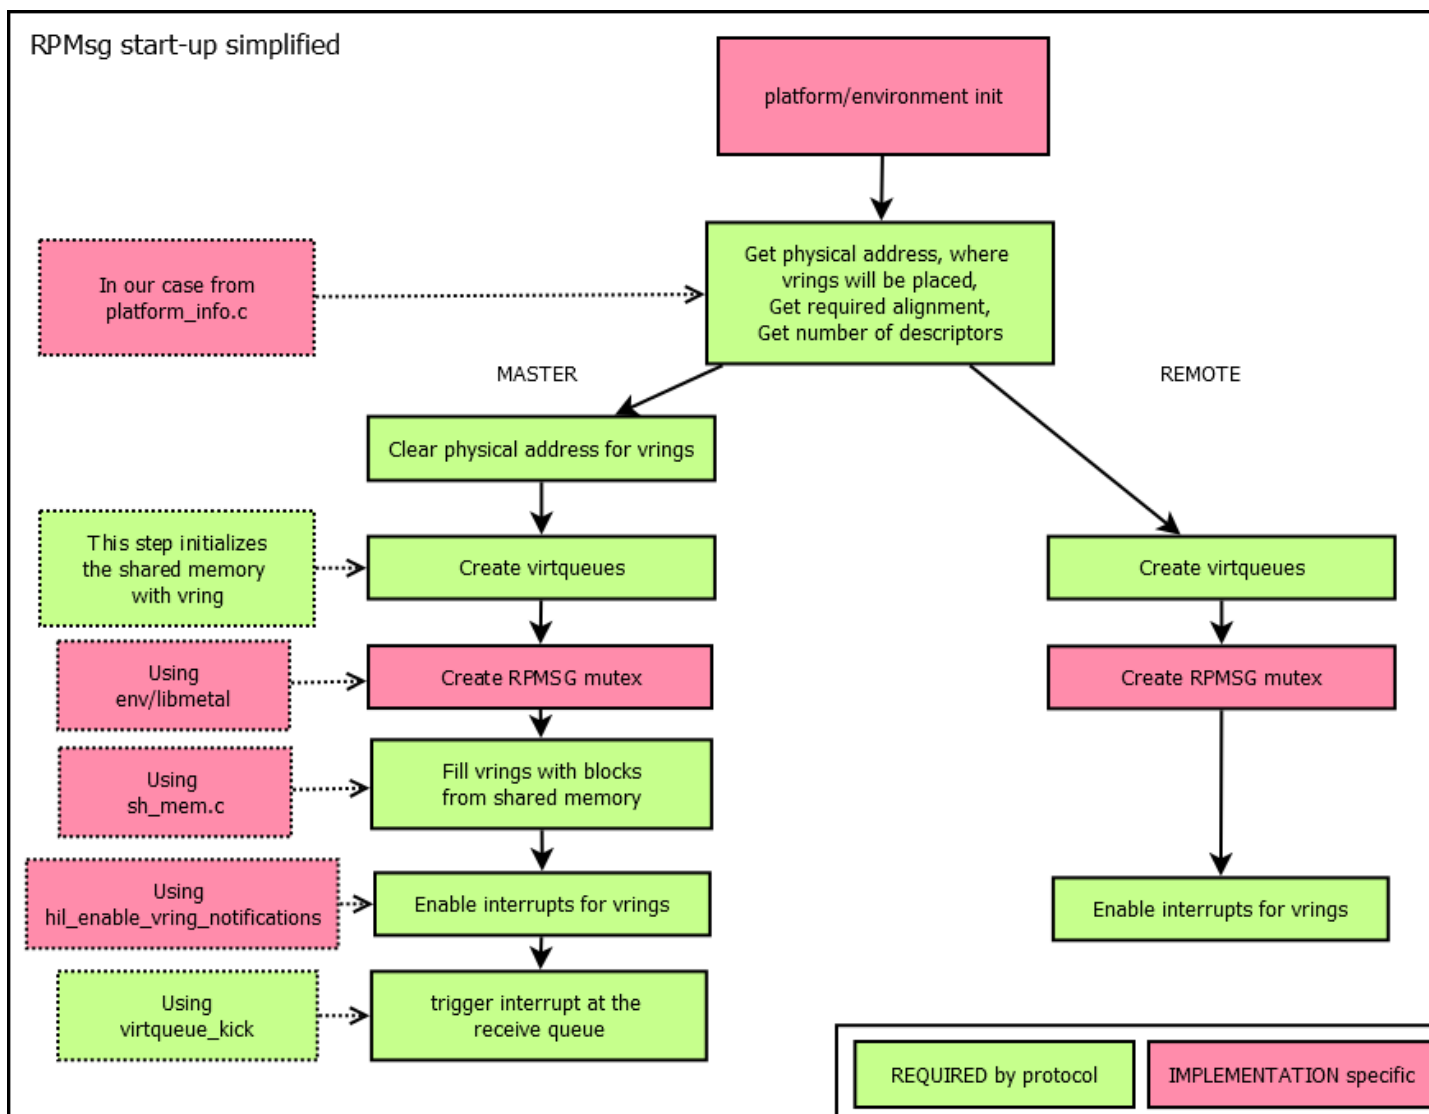 RPMsg start-up simplified
platform/environment init
In our case from
platform_info.c
Get physical address, where
vrings will be placed,
Get required alignment,
Get number of descriptors
MASTER
REMOTE
Clear physical address for vrings
This step initializes
the shared memory
with vring
Create virtqueues
Create virtqueues
Using
env/libmetal
Create RPMSG mutex
Create RPMSG mutex
Using
sh_mem.c
Fill vrings with blocks
from shared memory
Using
hil_enable_vring_notifications
Enable interrupts for vrings
Enable interrupts for vrings
Using
virtqueue_kick
trigger interrupt at the
receive queue
REQUIRED by protocol
IMPLEMENTATION specific